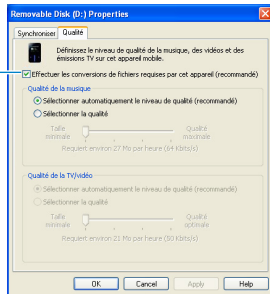 Removable Disk (D:) Properties
Synchroniser
Qualité
Définissez le niveau de qualité de la musique, des vidéos et des
émissions TV sur cet appareil mobile.
Effectuer les conversions de fichiers requises par cet appareil (recommandé)
Qualité de la musique
Sélectionner automatiquement le niveau de qualité (recommandé)
Sélectionner la qualité
Taille minimale
Qualité maximale
Requiert environ 27 Mo par heure (64 Kbits/s)
Qualité de la TV/vidéo
Sélectionner automatiquement le niveau de qualité (recommandé)
Sélectionner la qualité
Taille minimale
Qualité optimale
Requiert environ 21 Mo par heure (50 Kbits/s)
OK
Cancel
Apply
Help